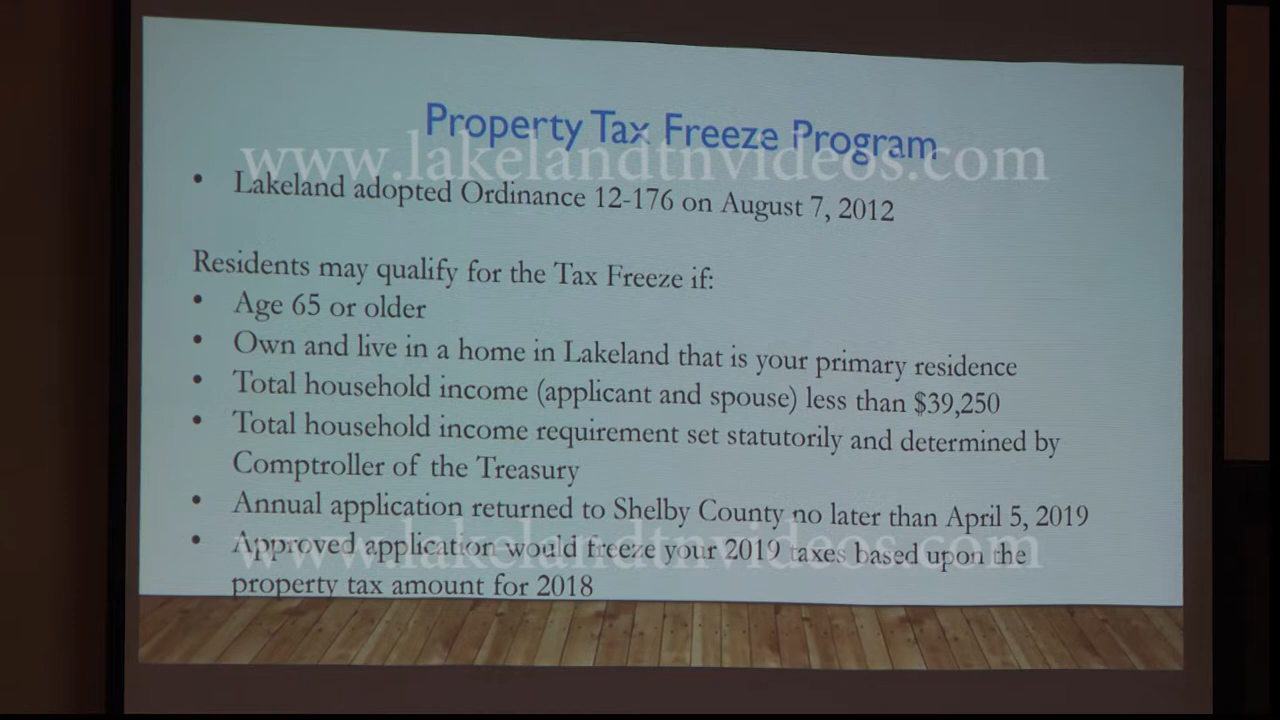 Property Tax Freeze Program
www.lakelandtnvideos.com
• Lakeland adopted Ordinance 12-176 on August 7, 2012
Residents may qualify for the Tax Freeze if:
• Age 65 or older
• Own and live in a home in Lakeland that is your primary residence
• Total household income (applicant and spouse) less than $39,250
• Total household income requirement set statutorily and determined by
Comptroller of the Treasury
• Annual application returned to Shelby County no later than April 5, 2019
• Approved application would freeze your 2019 taxes based upon the
www.lakelandtnvideos.com
property tax amount for 2018